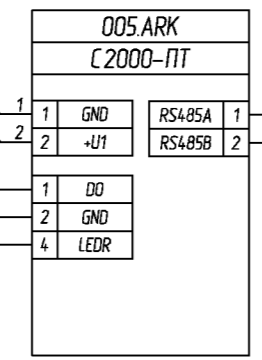 005.ARK
С2000-ПТ
1 1 GND RS485A 1
2 2 +U1 RS485B 2
1 D0
2 GND
4 LEDR